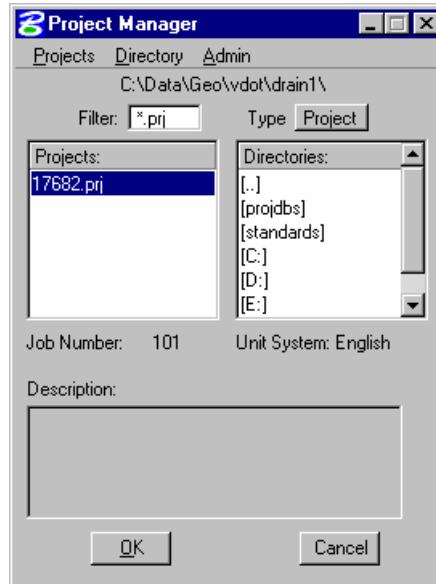 Project Manager
Projects Directory Admin
C:\Data\Geo\vdot\drain1\
Filter: *.prj Type Project
Projects: Directories:
17682.prj
[..]
[projdbs]
[standards]
[C:]
[D:]
[E:]
Job Number: 101 Unit System: English
Description:
OK Cancel